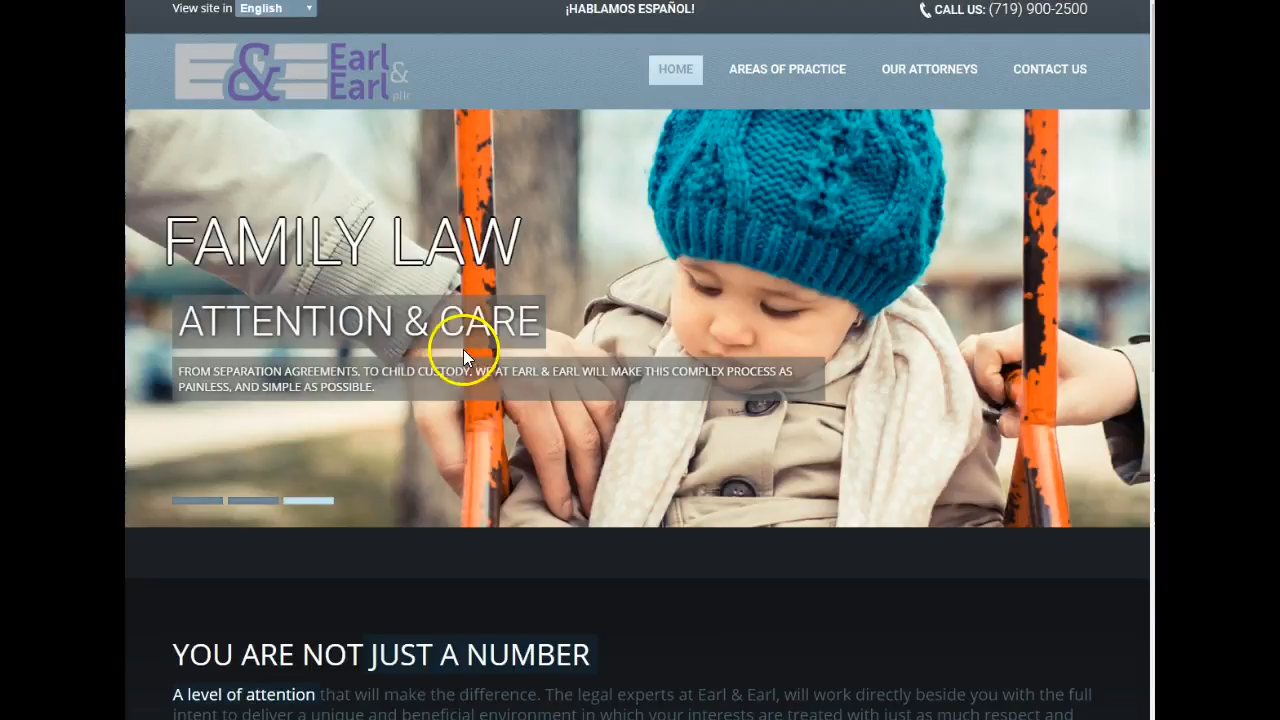 View site in English
¡HABLAMOS ESPAÑOL!
CALL US: (719) 900-2500
E&E Earl &
Earl pllc
HOME
AREAS OF PRACTICE
OUR ATTORNEYS
CONTACT US
FAMILY LAW
ATTENTION & CARE
FROM SEPARATION AGREEMENTS, TO CHILD CUSTODY. WE AT EARL & EARL WILL MAKE THIS COMPLEX PROCESS AS
PAINLESS, AND SIMPLE AS POSSIBLE.
YOU ARE NOT JUST A NUMBER
A level of attention that will make the difference. The legal experts at Earl & Earl, will work directly beside you with the full
intent to deliver a unique and beneficial environment in which your interests are treated with just as much respect and